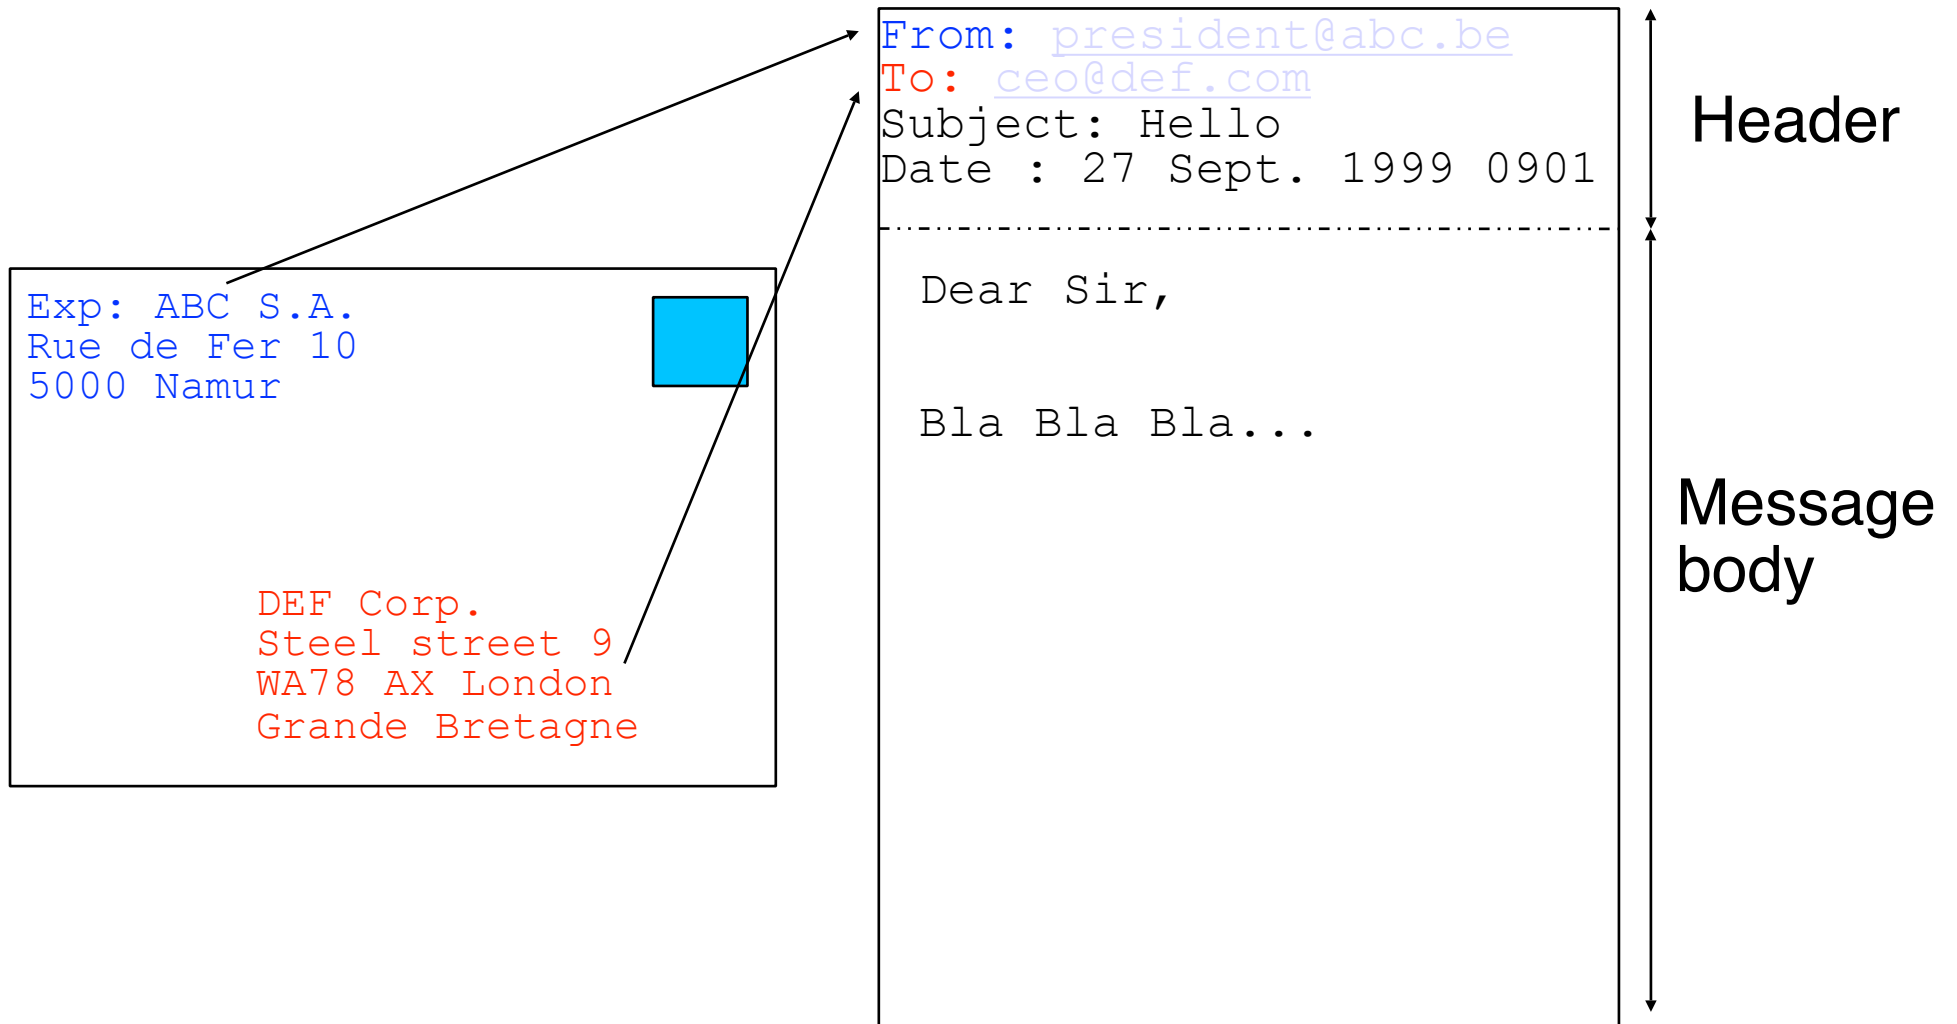 From: president@abc.be
To: ceo@def.com
Subject: Hello
Date : 27 Sept. 1999 0901
Header
Exp: ABC S.A.
Rue de Fer 10
5000 Namur
Dear Sir,
Bla Bla Bla...
Message
body
DEF Corp.
Steel street 9
WA78 AX London
Grande Bretagne